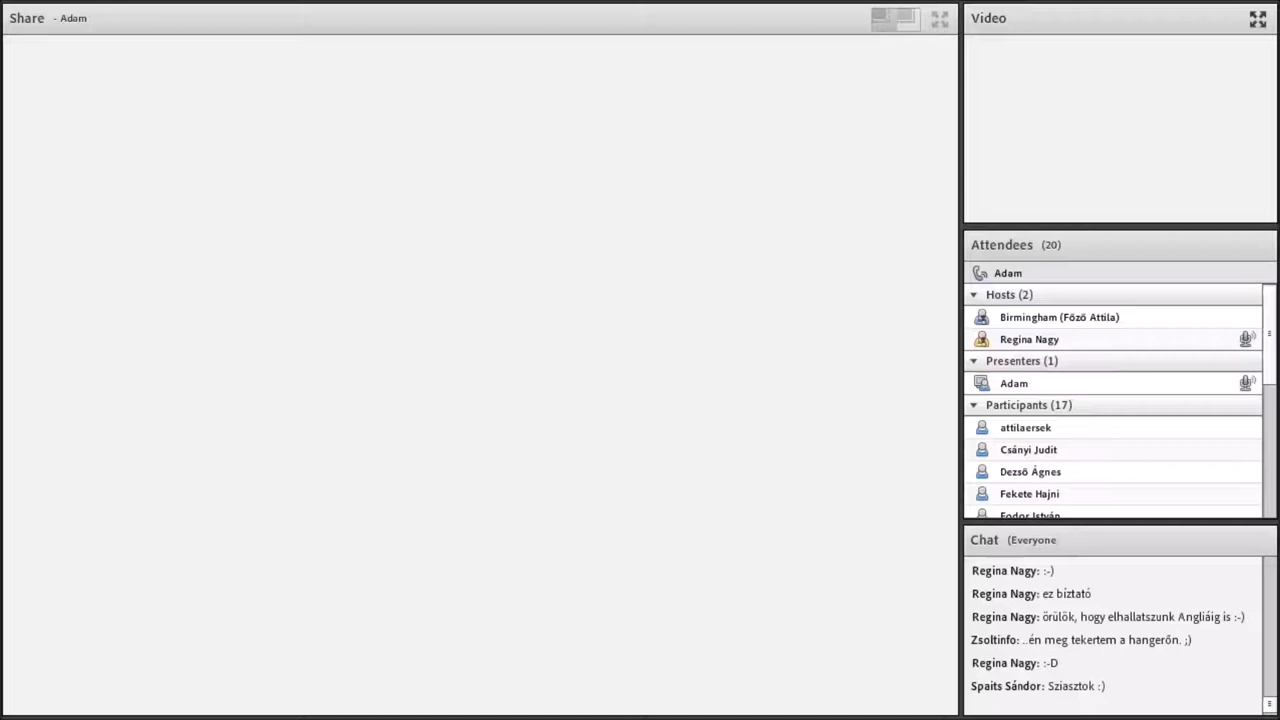 Share - Adam
Video
Attendees (20)
Adam
Hosts (2)
Birmingham (Főző Attila)
Regina Nagy
Presenters (1)
Adam
Participants (17)
attilaersek
Csányi Judit
Dezső Ágnes
Fekete Hajni
Fodor István
Chat (Everyone
Regina Nagy: :-)
Regina Nagy: ez bíztató
Regina Nagy: örülök, hogy elhallatszunk Angliáig is :-)
Zsoltinfo: ..én meg tekertem a hangerőn. ;)
Regina Nagy: :-D
Spaits Sándor: Sziasztok :)